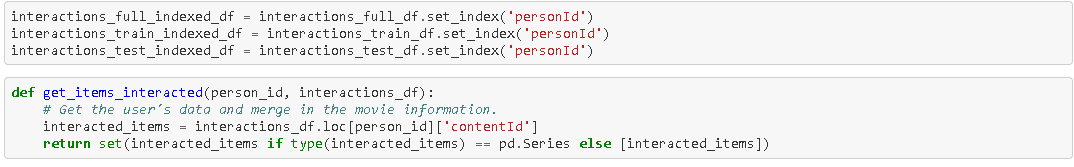 interactions_full_indexed_df = interactions_full_df.set_index('personId')
interactions_train_indexed_df = interactions_train_df.set_index('personId')
interactions_test_indexed_df = interactions_test_df.set_index('personId')
def get_items_interacted(person_id, interactions_df):
    # Get the user's data and merge in the movie information.
    interacted_items = interactions_df.loc[person_id]['contentId']
    return set(interacted_items if type(interacted_items) == pd.Series else [interacted_items])